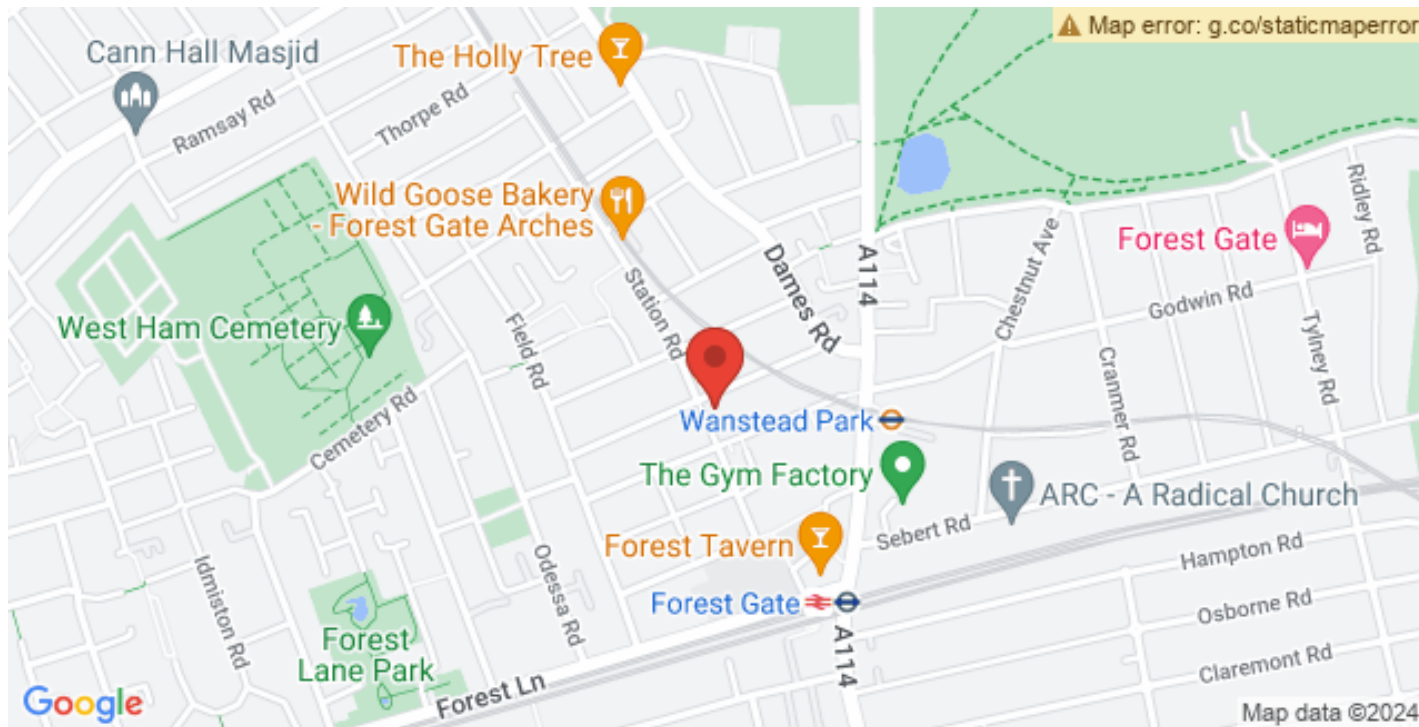 Map error: g.co/staticmaperror
Cann Hall Masjid
The Holly Tree
Ramsay Rd
Thorpe Rd
Wild Goose Bakery
- Forest Gate Arches
Ridley Rd
Chestnut Ave
Forest Gate
A114
Dames Rd
Station Rd
Godwin Rd
West Ham Cemetery
Field Rd
Tylney Rd
Cranmer Rd
Cemetery Rd
Wanstead Park
The Gym Factory
ARC - A Radical Church
Sebert Rd
Forest Tavern
Hampton Rd
Idmiston Rd
Odessa Rd
Forest Gate
Osborne Rd
Forest
Lane Park
A114
Claremont Rd
Forest Ln
Google
Map data ©2024